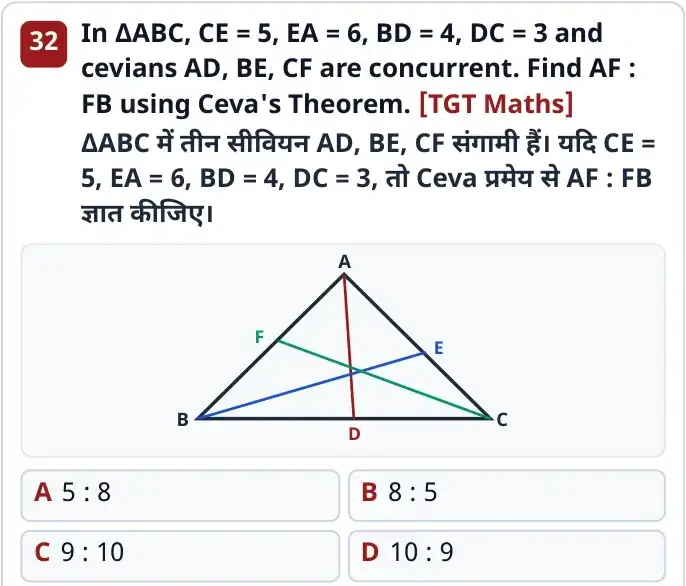 32 In ΔABC, CE = 5, EA = 6, BD = 4, DC = 3 and
cevians AD, BE, CF are concurrent. Find AF :
FB using Ceva's Theorem. [TGT Maths]
ΔABC में तीन सीवियन AD, BE, CF संगामी हैं। यदि CE =
5, EA = 6, BD = 4, DC = 3, तो Ceva प्रमेय से AF : FB
ज्ञात कीजिए।
A
F
E
B
C
D
A 5 : 8
B 8 : 5
C 9 : 10
D 10 : 9